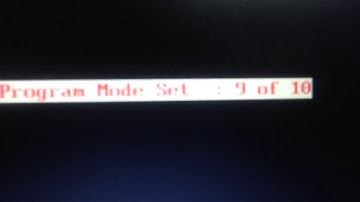 Program Mode Set : 9 of 10